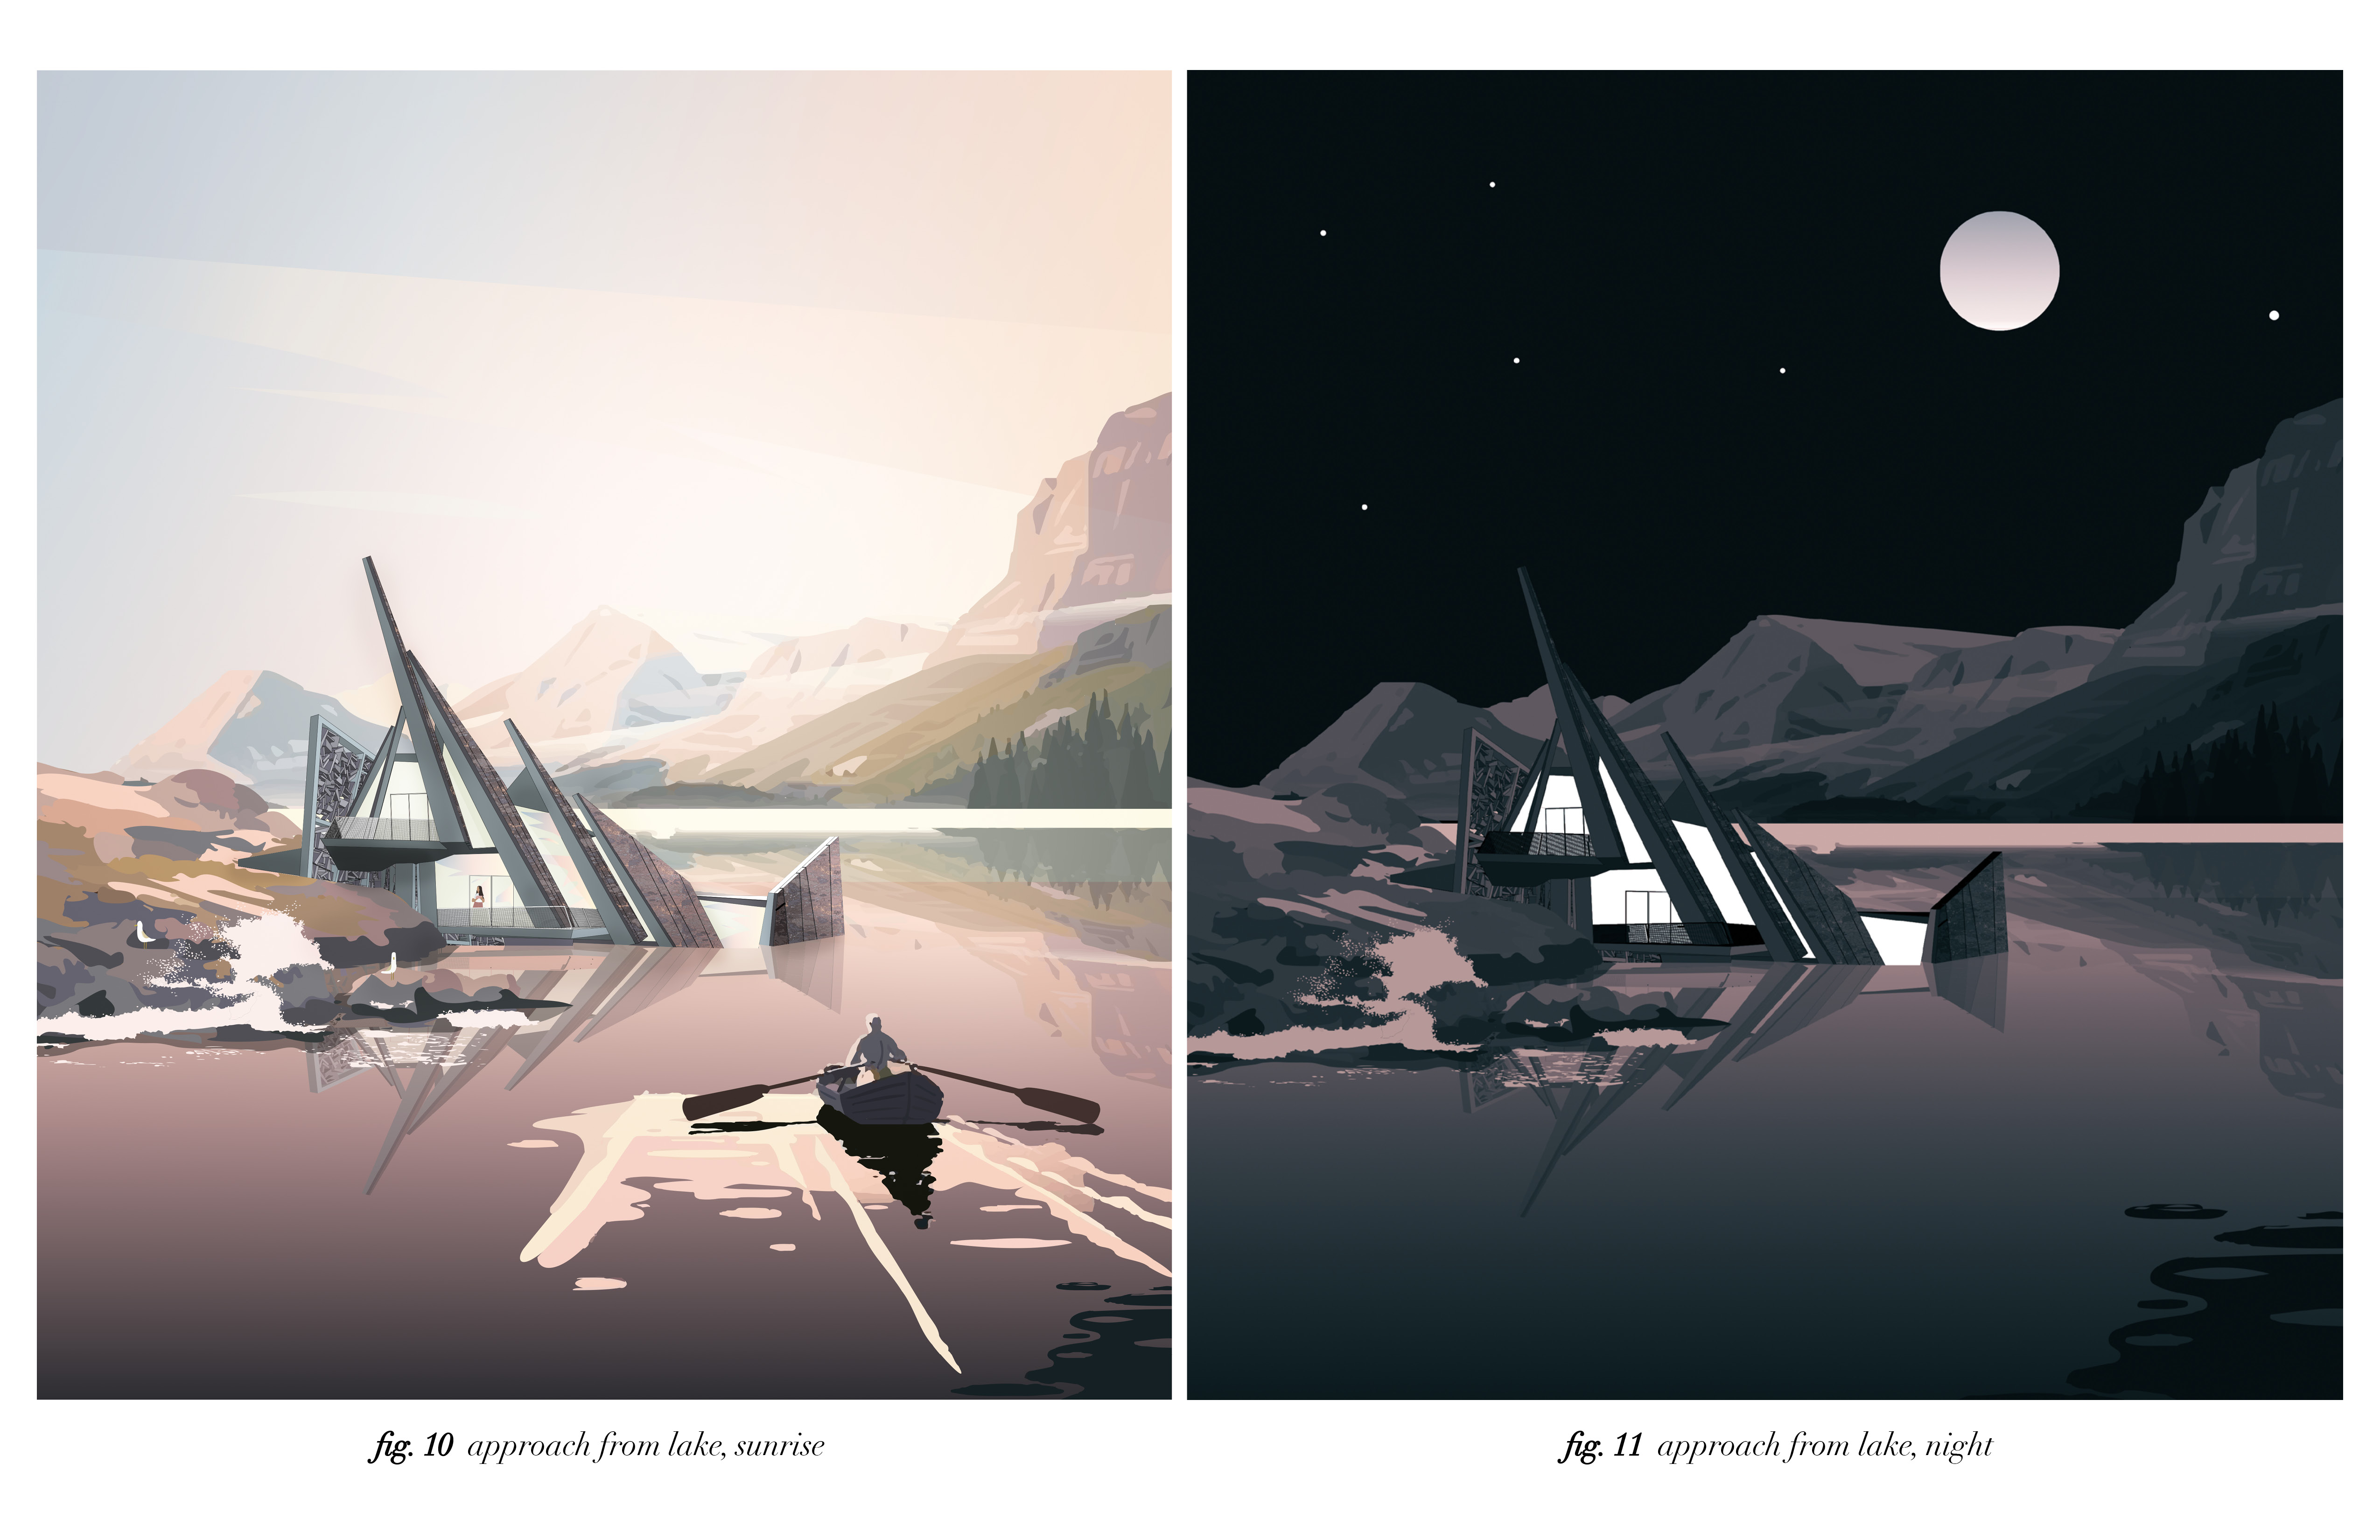 fig. 10 approach from lake, sunrise
fig. 11 approach from lake, night